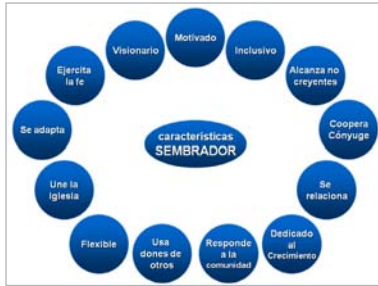 Motivado
Inclusivo
Alcanza no
creyentes
Coopera
Cónyuge
Se
relaciona
Dedicado
al
Crecimiento
Responde
a la
comunidad
Usa
dones de
otros
Flexible
Une la
iglesia
Se adapta
Ejercita
la fe
Visionario
características
SEMBRADOR